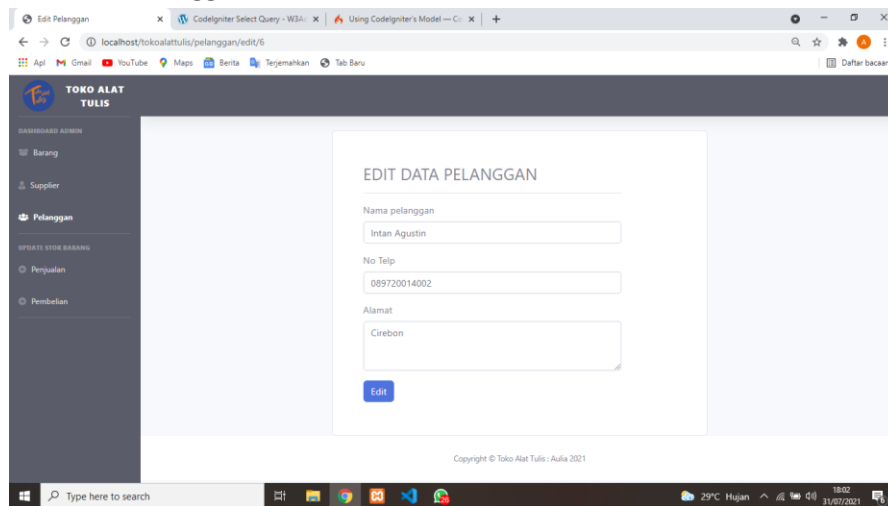 Edit Pelanggan
CodeIgniter Select Query - W3Ad
Using CodeIgniter's Model — Co
localhost/tokoalattulis/pelanggan/edit/6
Apl Gmail YouTube Maps Berita Terjemahkan Tab Baru Daftar bacaan
TOKO ALAT
TULIS
DASHBOARD ADMIN
Barang
Supplier
Pelanggan
UPDATE STOK BARANG
Penjualan
Pembelian
EDIT DATA PELANGGAN
Nama pelanggan
Intan Agustin
No Telp
089720014002
Alamat
Cirebon
Edit
Copyright © Toko Alat Tulis : Aulia 2021
Type here to search
29°C Hujan
18:02
31/07/2021